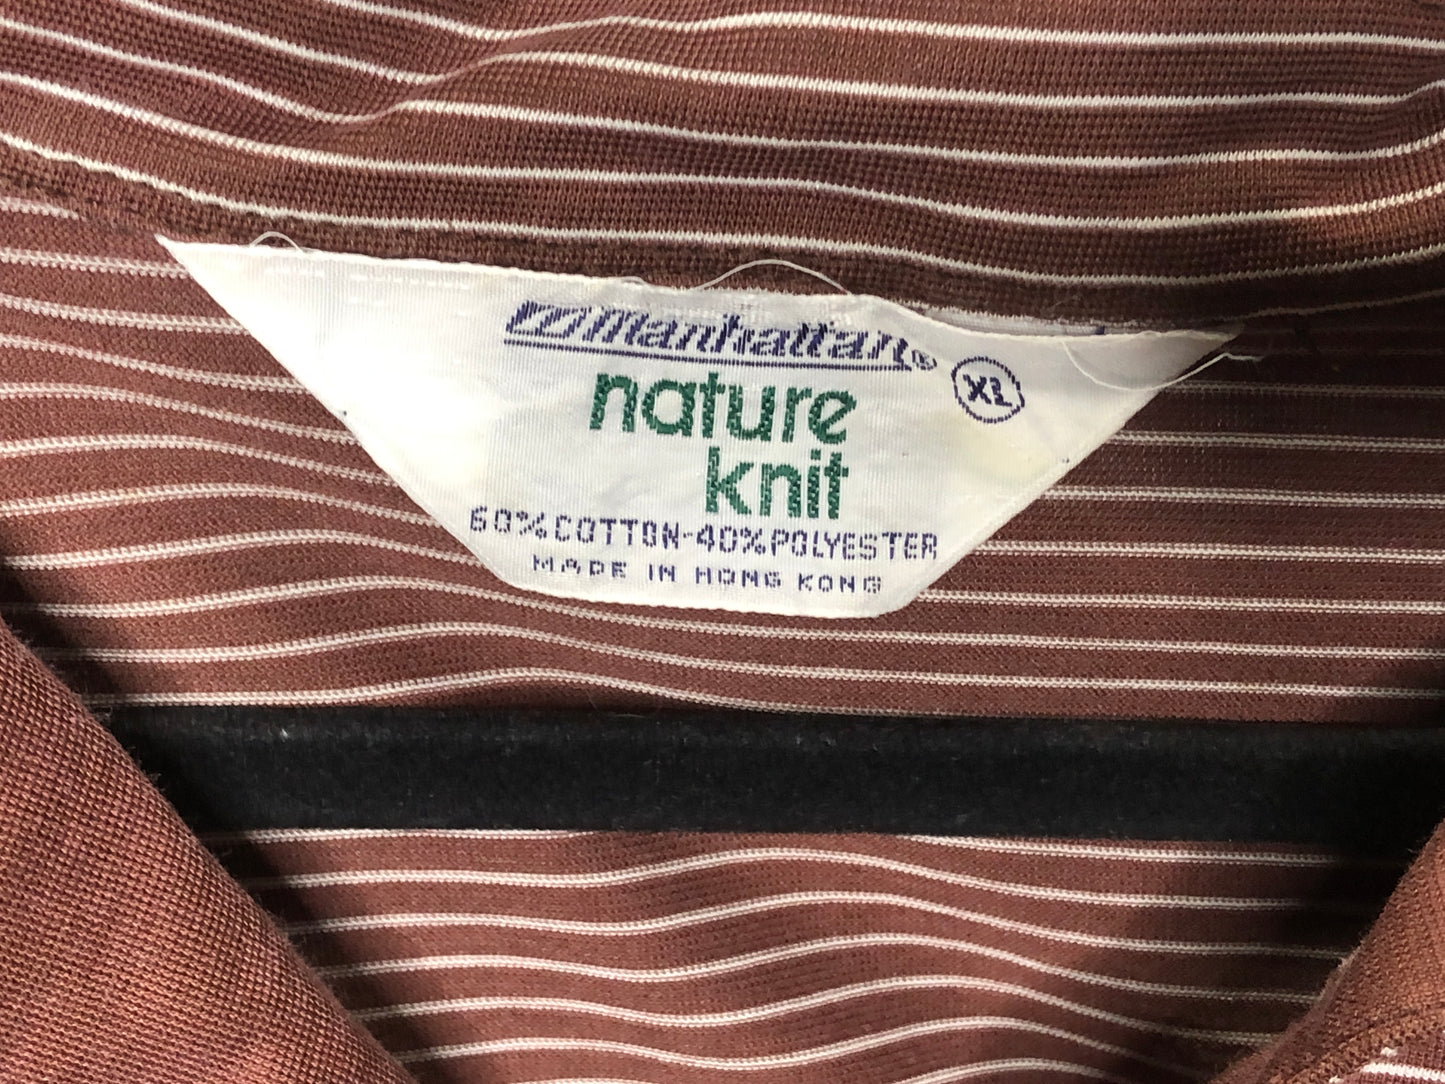 Manhattan®
XL
nature
knit
60% COTTON-40% POLYESTER
MADE IN HONG KONG